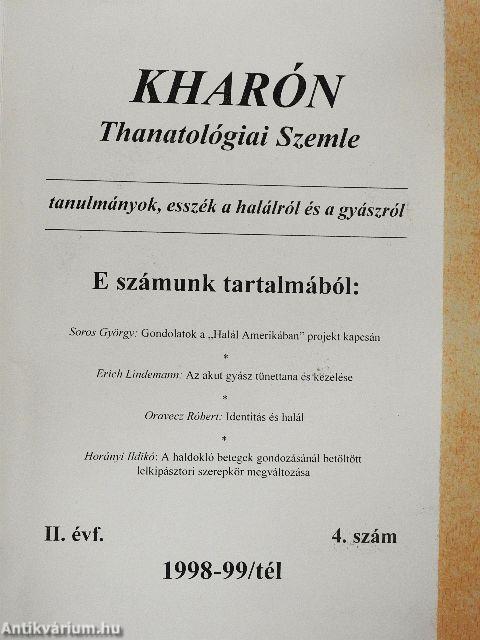 KHARÓN
Thanatológiai Szemle
tanulmányok, esszék a halálról és a gyászról
E számunk tartalmából:
Soros György: Gondolatok a „Halál Amerikában” projekt kapcsán
*
Erich Lindemann: Az akut gyász tünettana és kezelése
*
Oravecz Róbert: Identitás és halál
*
Horányi Ildikó: A haldokló betegek gondozásánál betöltött
lelkipásztori szerepkör megváltozása
II. évf.
4. szám
1998-99/tél
Antikvárium.hu